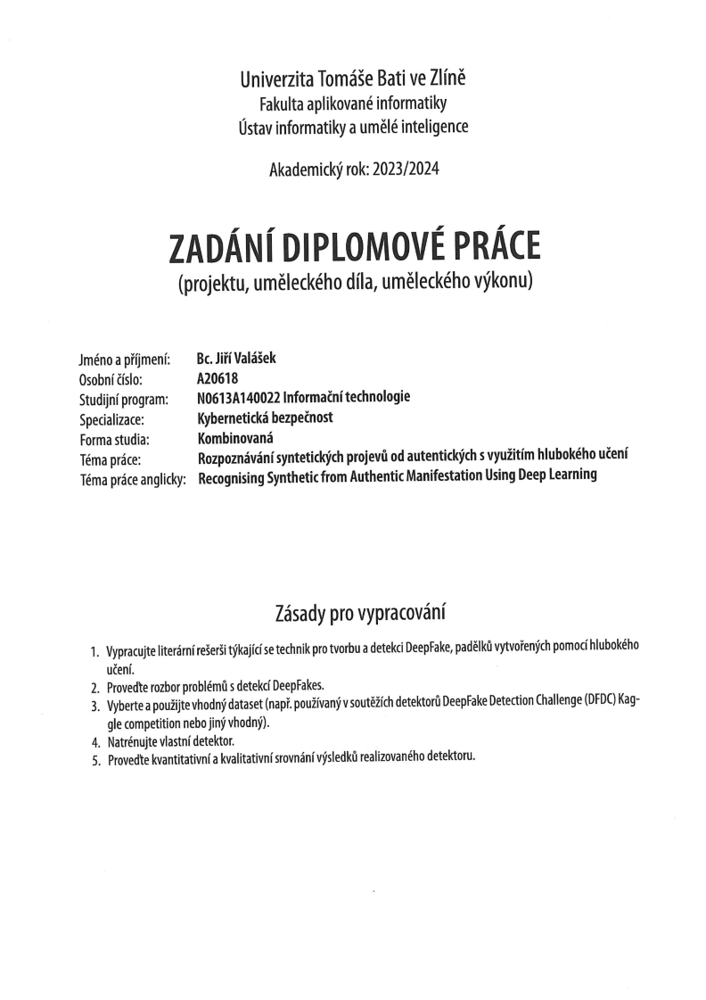 Univerzita Tomáše Bati ve Zlíně
Fakulta aplikované informatiky
Ústav informatiky a umělé inteligence
Akademický rok: 2023/2024
ZADÁNÍ DIPLOMOVÉ PRÁCE
(projektu, uměleckého díla, uměleckého výkonu)
Jméno a příjmení: Bc. Jiří Valášek
Osobní číslo: A20618
Studijní program: N0613A140022 Informační technologie
Specializace: Kybernetická bezpečnost
Forma studia: Kombinovaná
Téma práce: Rozpoznávání syntetických projevů od autentických s využitím hlubokého učení
Téma práce anglicky: Recognising Synthetic from Authentic Manifestation Using Deep Learning
Zásady pro vypracování
1. Vypracujte literární rešerši týkající se technik pro tvorbu a detekci DeepFake, padělků vytvořených pomocí hlubokého
učení.
2. Proveďte rozbor problémů s detekcí DeepFakes.
3. Vyberte a použijte vhodný dataset (např. používaný v soutěžích detektorů DeepFake Detection Challenge (DFDC) Kag-
gle competition nebo jiný vhodný).
4. Natrénujte vlastní detektor.
5. Proveďte kvantitativní a kvalitativní srovnání výsledků realizovaného detektoru.